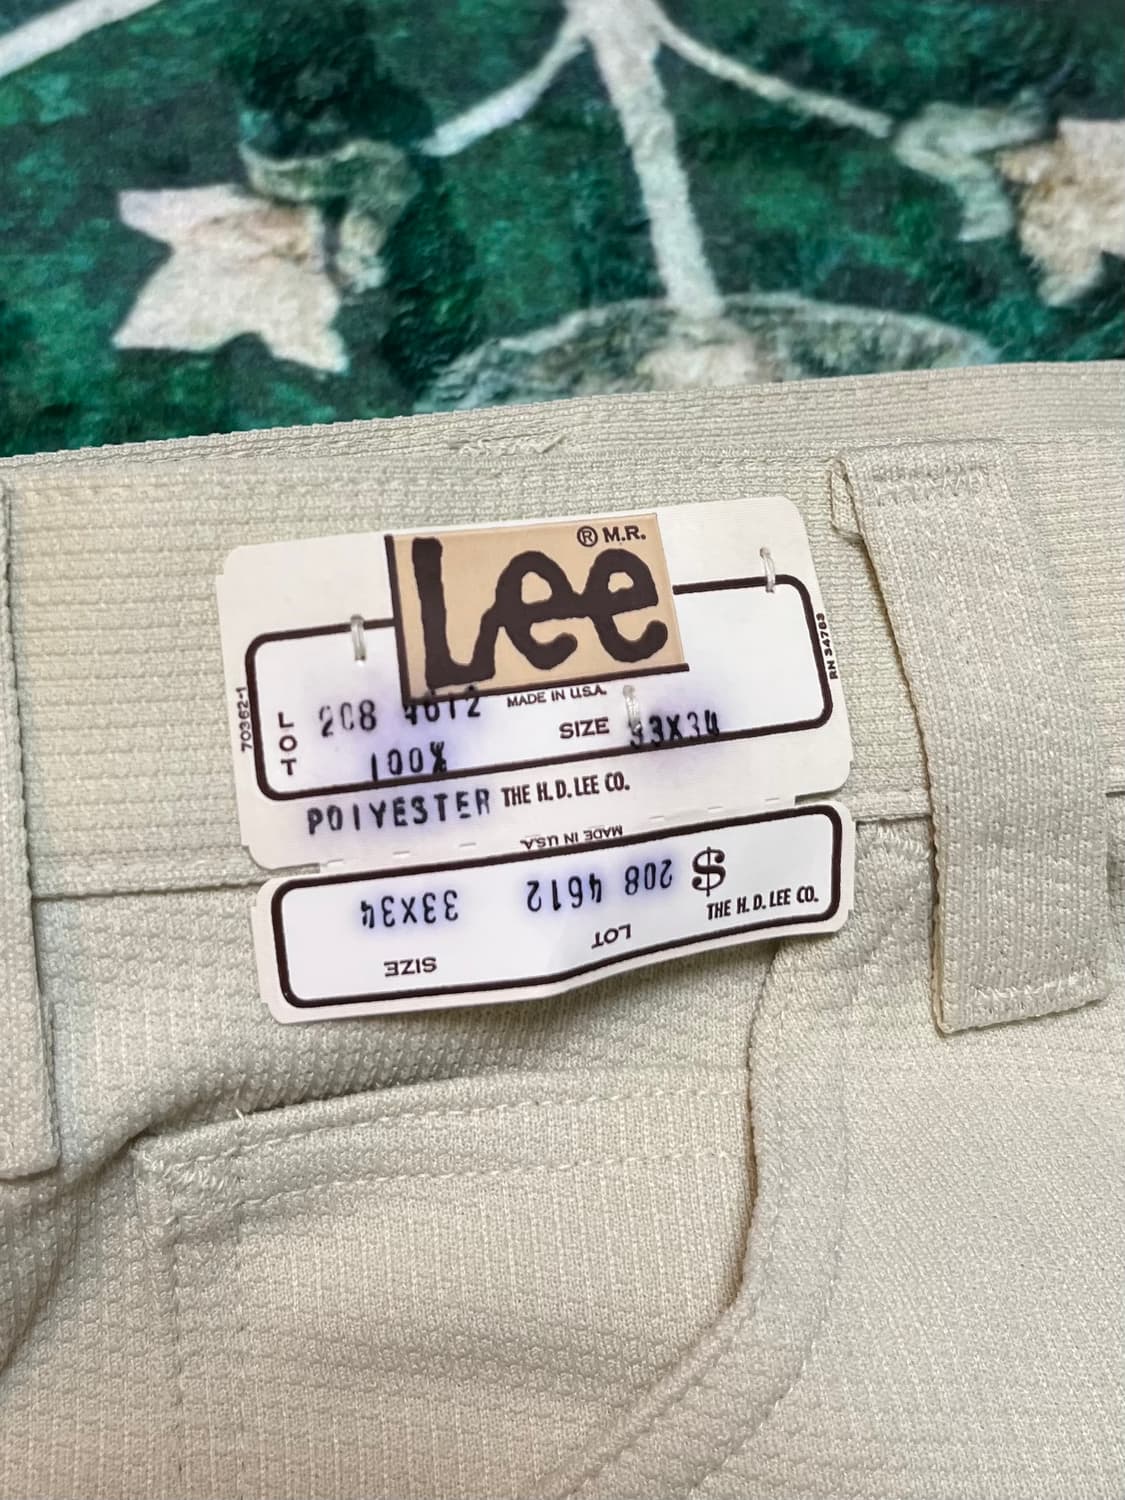 ® M.R.
Lee
MADE IN U.S.A.
LOT 208 4612
SIZE 33X34
100%
POLYESTER
THE H. D. LEE CO.
70362-1
RN 34763
MADE IN U.S.A.
$
208 4612
33X34
THE H. D. LEE CO.
LOT
SIZE